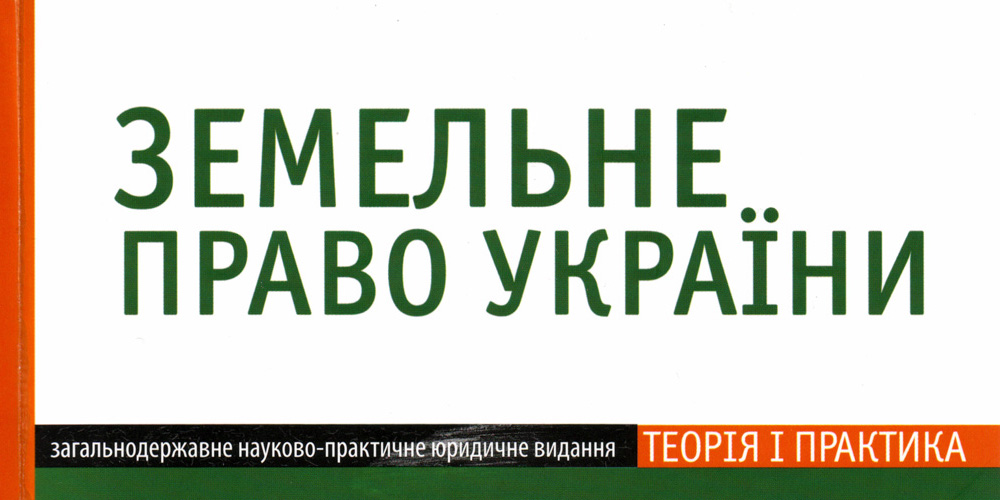 ЗЕМЕЛЬНЕ
ПРАВО УКРАЇНИ
загальнодержавне науково-практичне юридичне видання ТЕОРІЯ І ПРАКТИКА